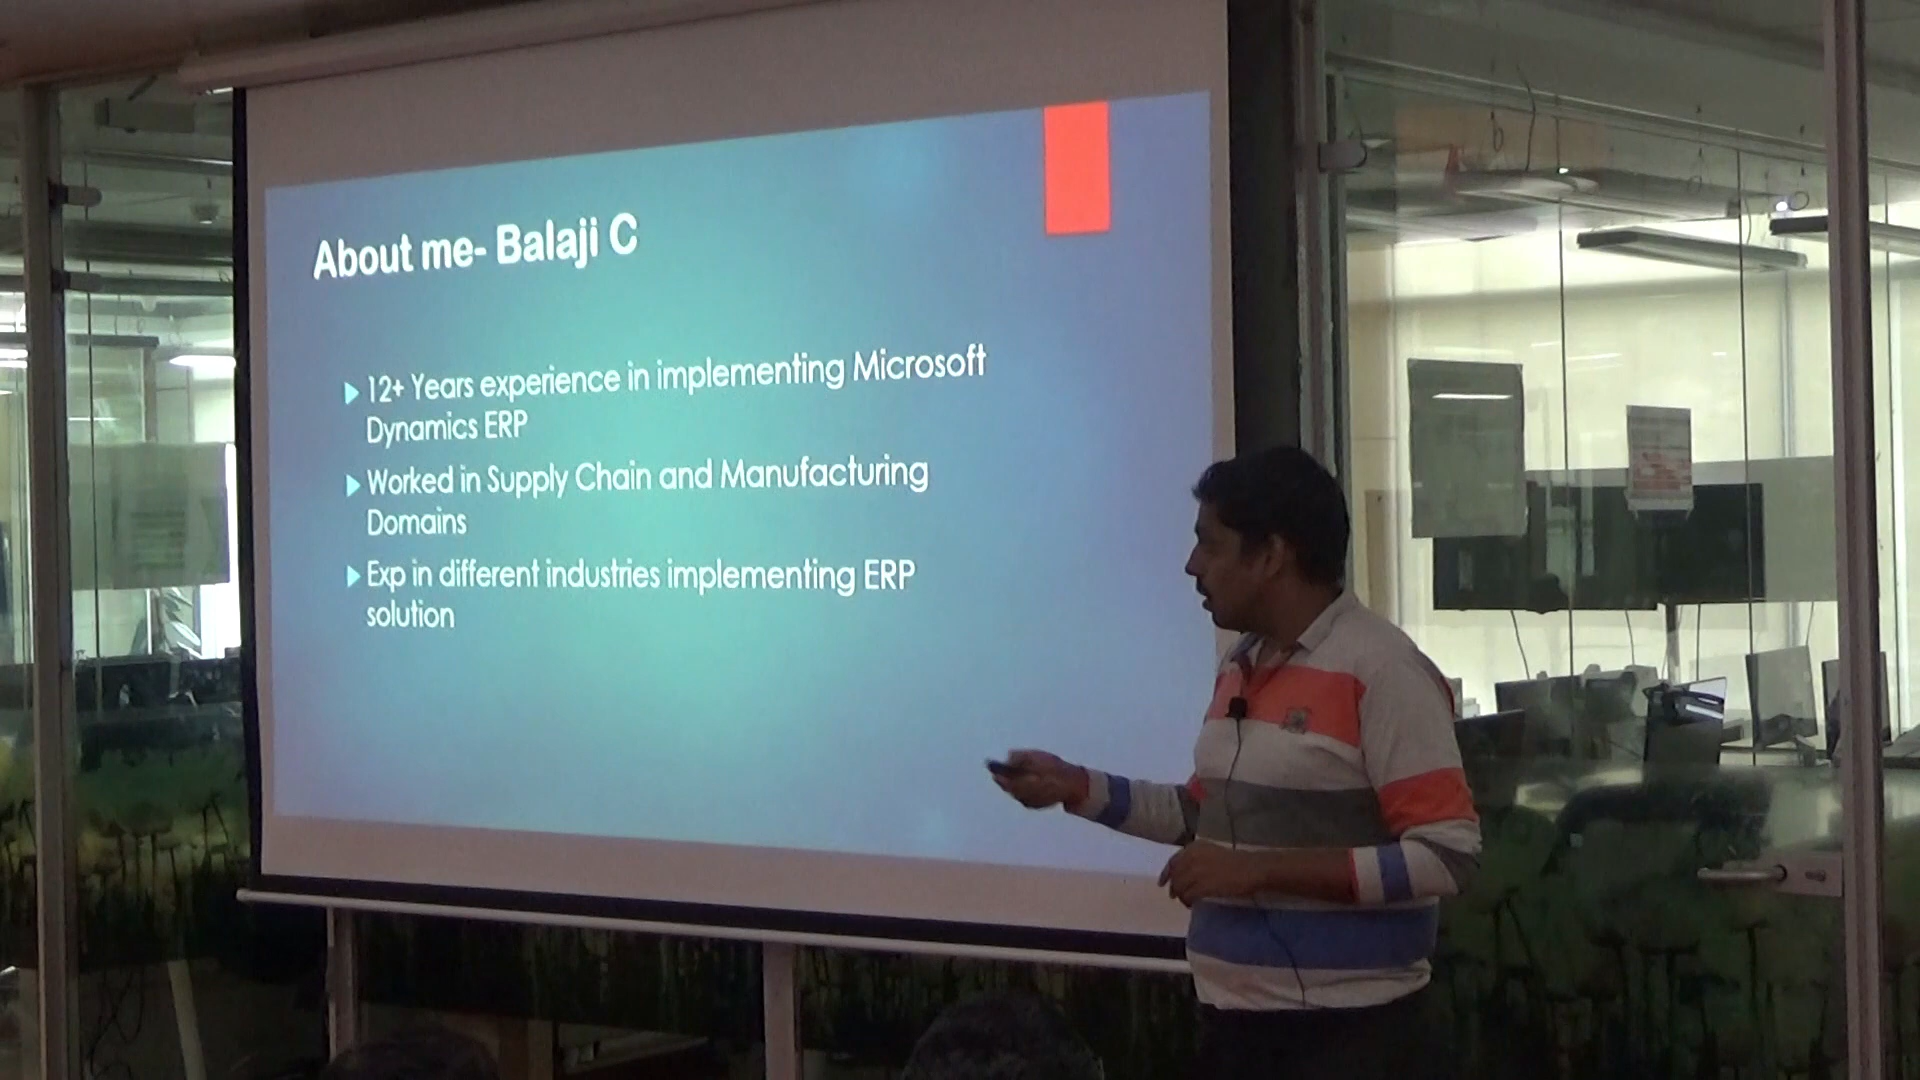 About me- Balaji C
12+ Years experience in implementing Microsoft
Dynamics ERP
Worked in Supply Chain and Manufacturing
Domains
Exp in different industries implementing ERP
solution